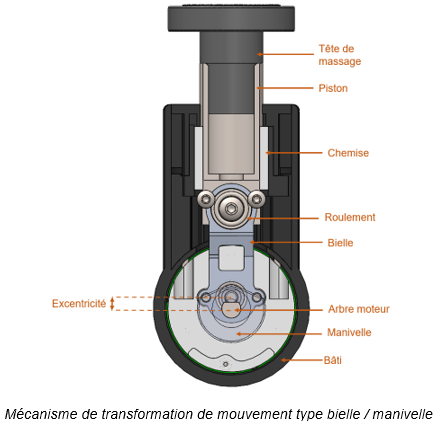 Tête de
massage
Piston
Chemise
Roulement
Bielle
Excentricité
Arbre moteur
Manivelle
Bâti
Mécanisme de transformation de mouvement type bielle / manivelle